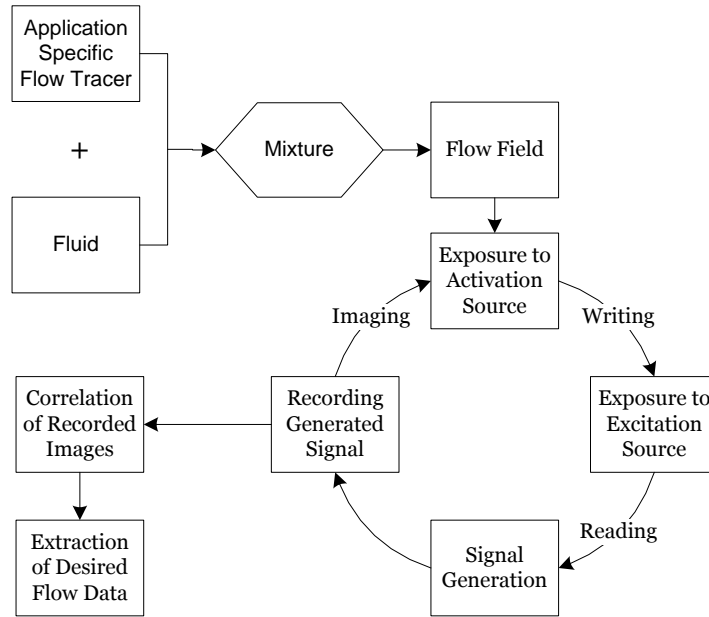 Application
Specific
Flow Tracer
+
Fluid
Mixture
Flow Field
Exposure to
Activation
Source
Writing
Exposure to
Excitation
Source
Reading
Signal
Generation
Recording
Generated
Signal
Imaging
Correlation
of Recorded
Images
Extraction
of Desired
Flow Data